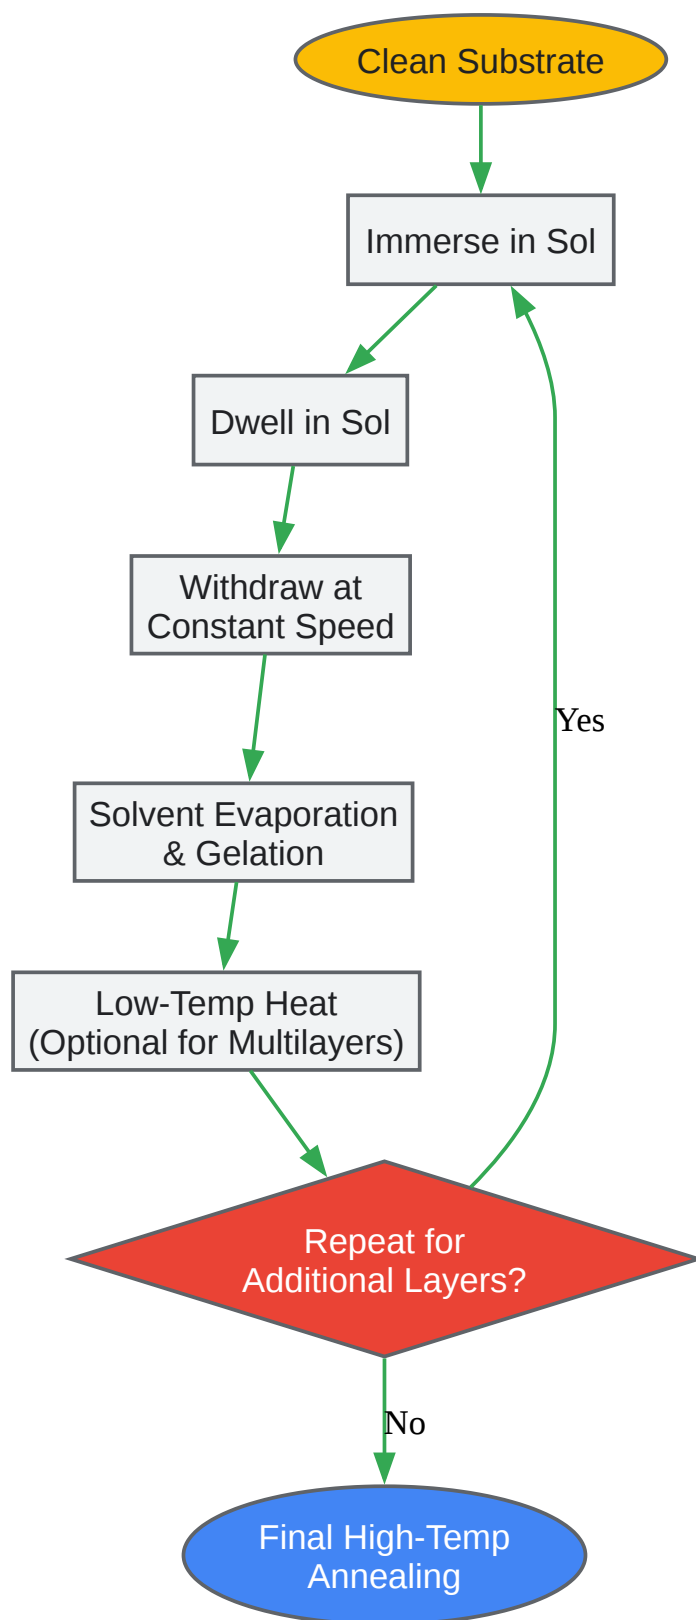 Clean Substrate
Immerse in Sol
Dwell in Sol
Withdraw at
Constant Speed
Yes
Solvent Evaporation
& Gelation
Low-Temp Heat
(Optional for Multilayers)
Repeat for
Additional Layers?
No
Final High-Temp
Annealing